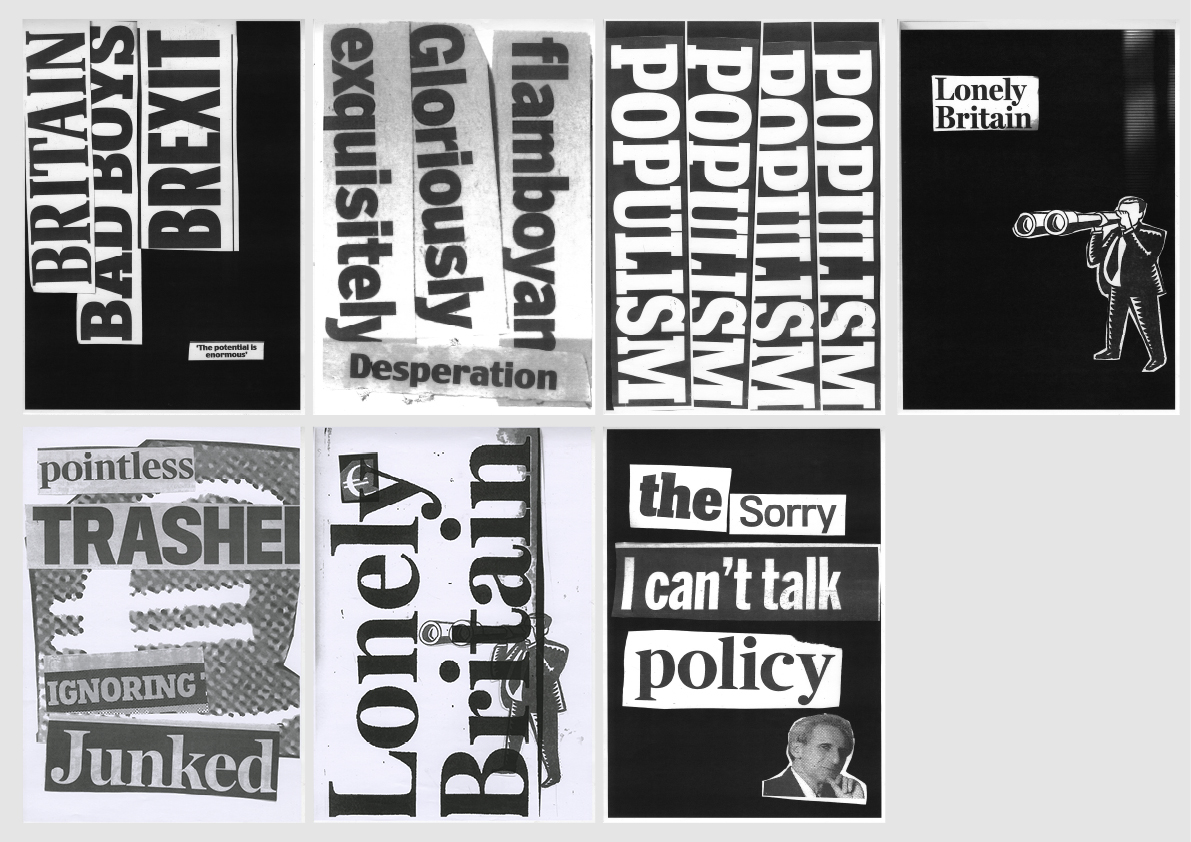 BRITAIN
BAD BOYS
BREXIT
'The potential is
enormous'
exquisitely
Gloriously
flamboyan
Desperation
POPULISM
POPULISM
POPULISM
POPULISM
Lonely
Britain
pointless
TRASHE
IGNORING'
Junked
€
Lonely
Britain
the Sorry
I can't talk
policy